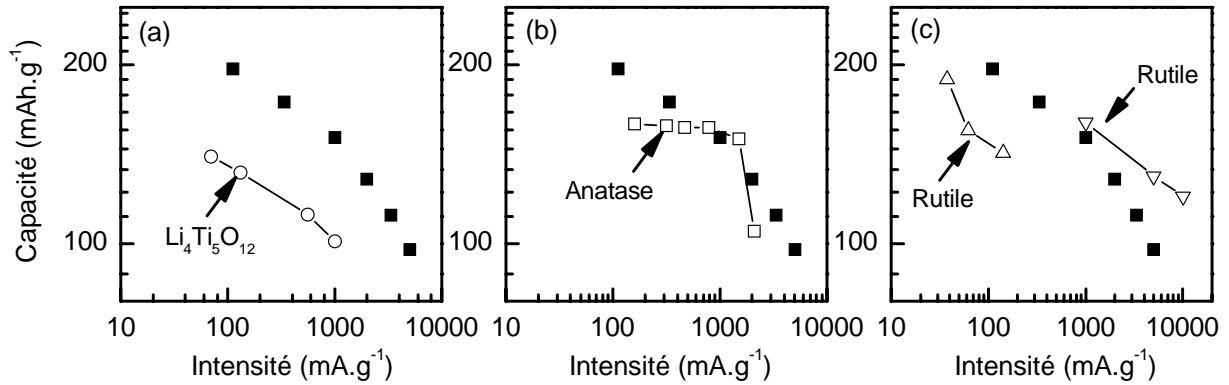 (a)
(b)
(c)
200
200
200
Rutile
Anatase
Rutile
Li4Ti5O12
100
100
100
10 100 1000 10000
10 100 1000 10000
10 100 1000 10000
Capacité (mAh.g-1)
Intensité (mA.g-1)
Intensité (mA.g-1)
Intensité (mA.g-1)